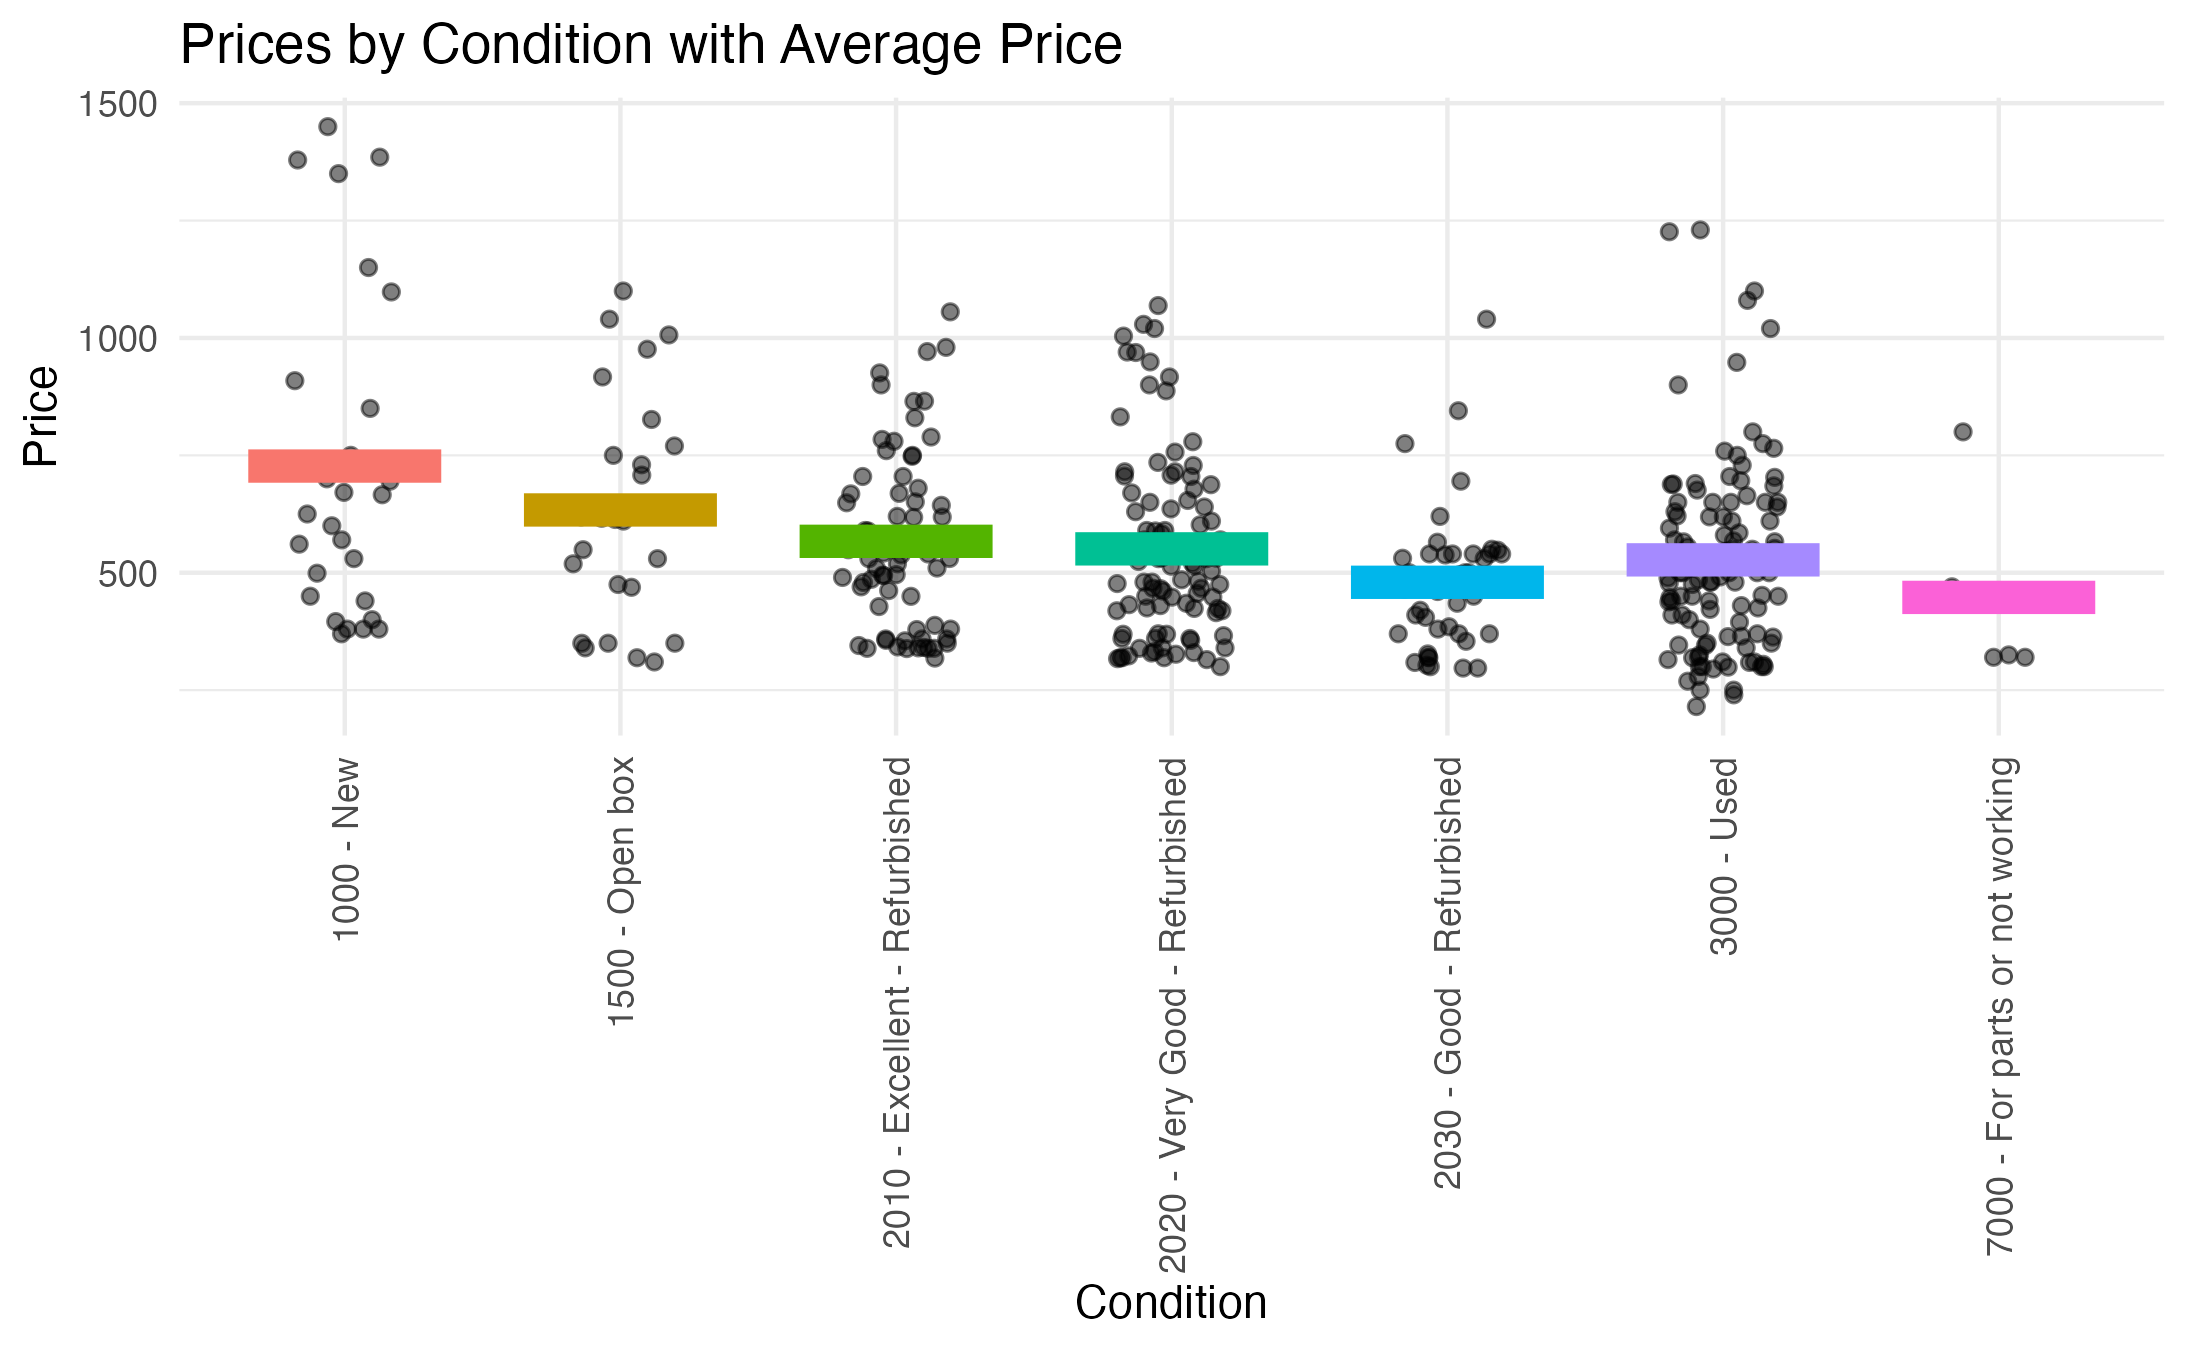 Prices by Condition with Average Price
Price
1500
1000
500
1000 - New
1500 - Open box
2010 - Excellent - Refurbished
2020 - Very Good - Refurbished
2030 - Good - Refurbished
3000 - Used
7000 - For parts or not working
Condition